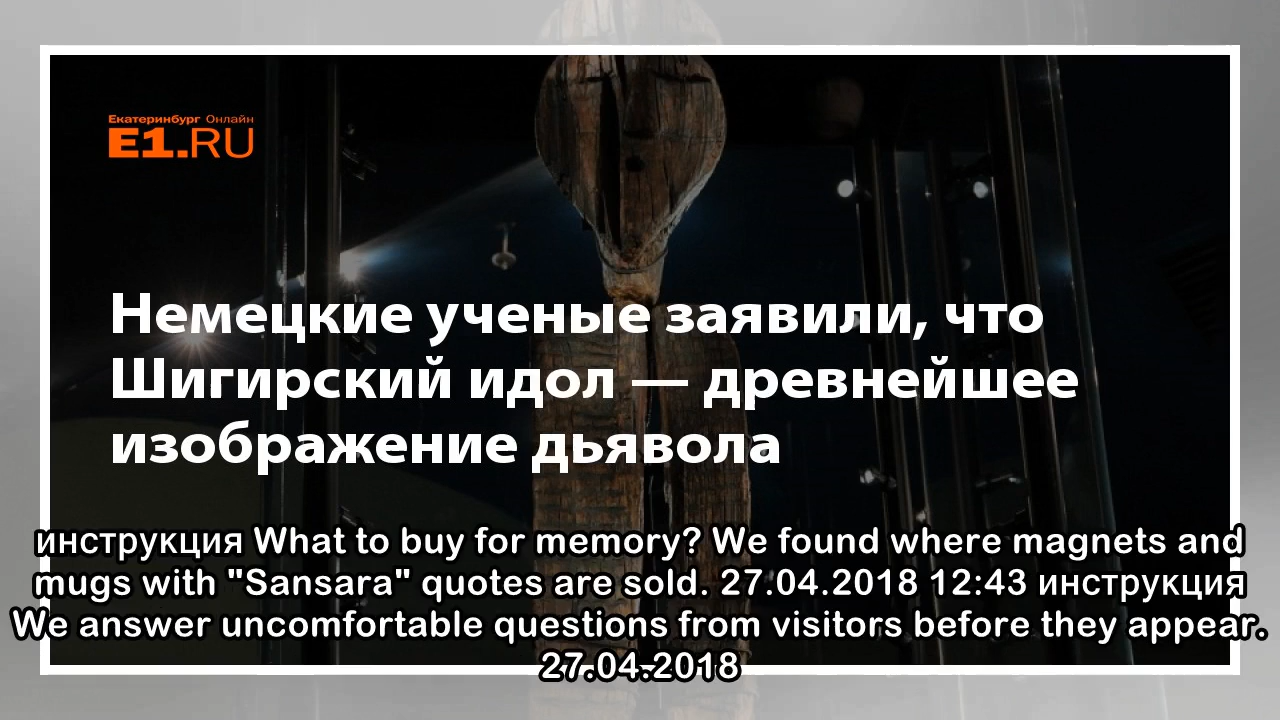 Екатеринбург Онлайн
E1.RU
Немецкие ученые заявили, что
Шигирский идол — древнейшее
изображение дьявола
инструкция What to buy for memory? We found where magnets and
mugs with "Sansara" quotes are sold. 27.04.2018 12:43 инструкция
We answer uncomfortable questions from visitors before they appear.
27.04.2018